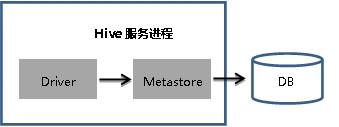 Hive 服务进程
Driver
Metastore
DB